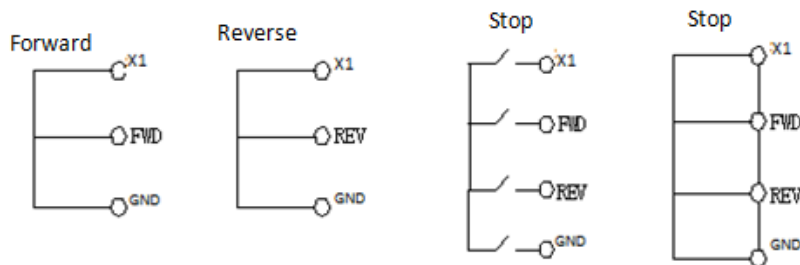 Forward
X1
FWD
GND
Reverse
X1
REV
GND
Stop
X1
FWD
REV
GND
Stop
X1
FWD
REV
GND